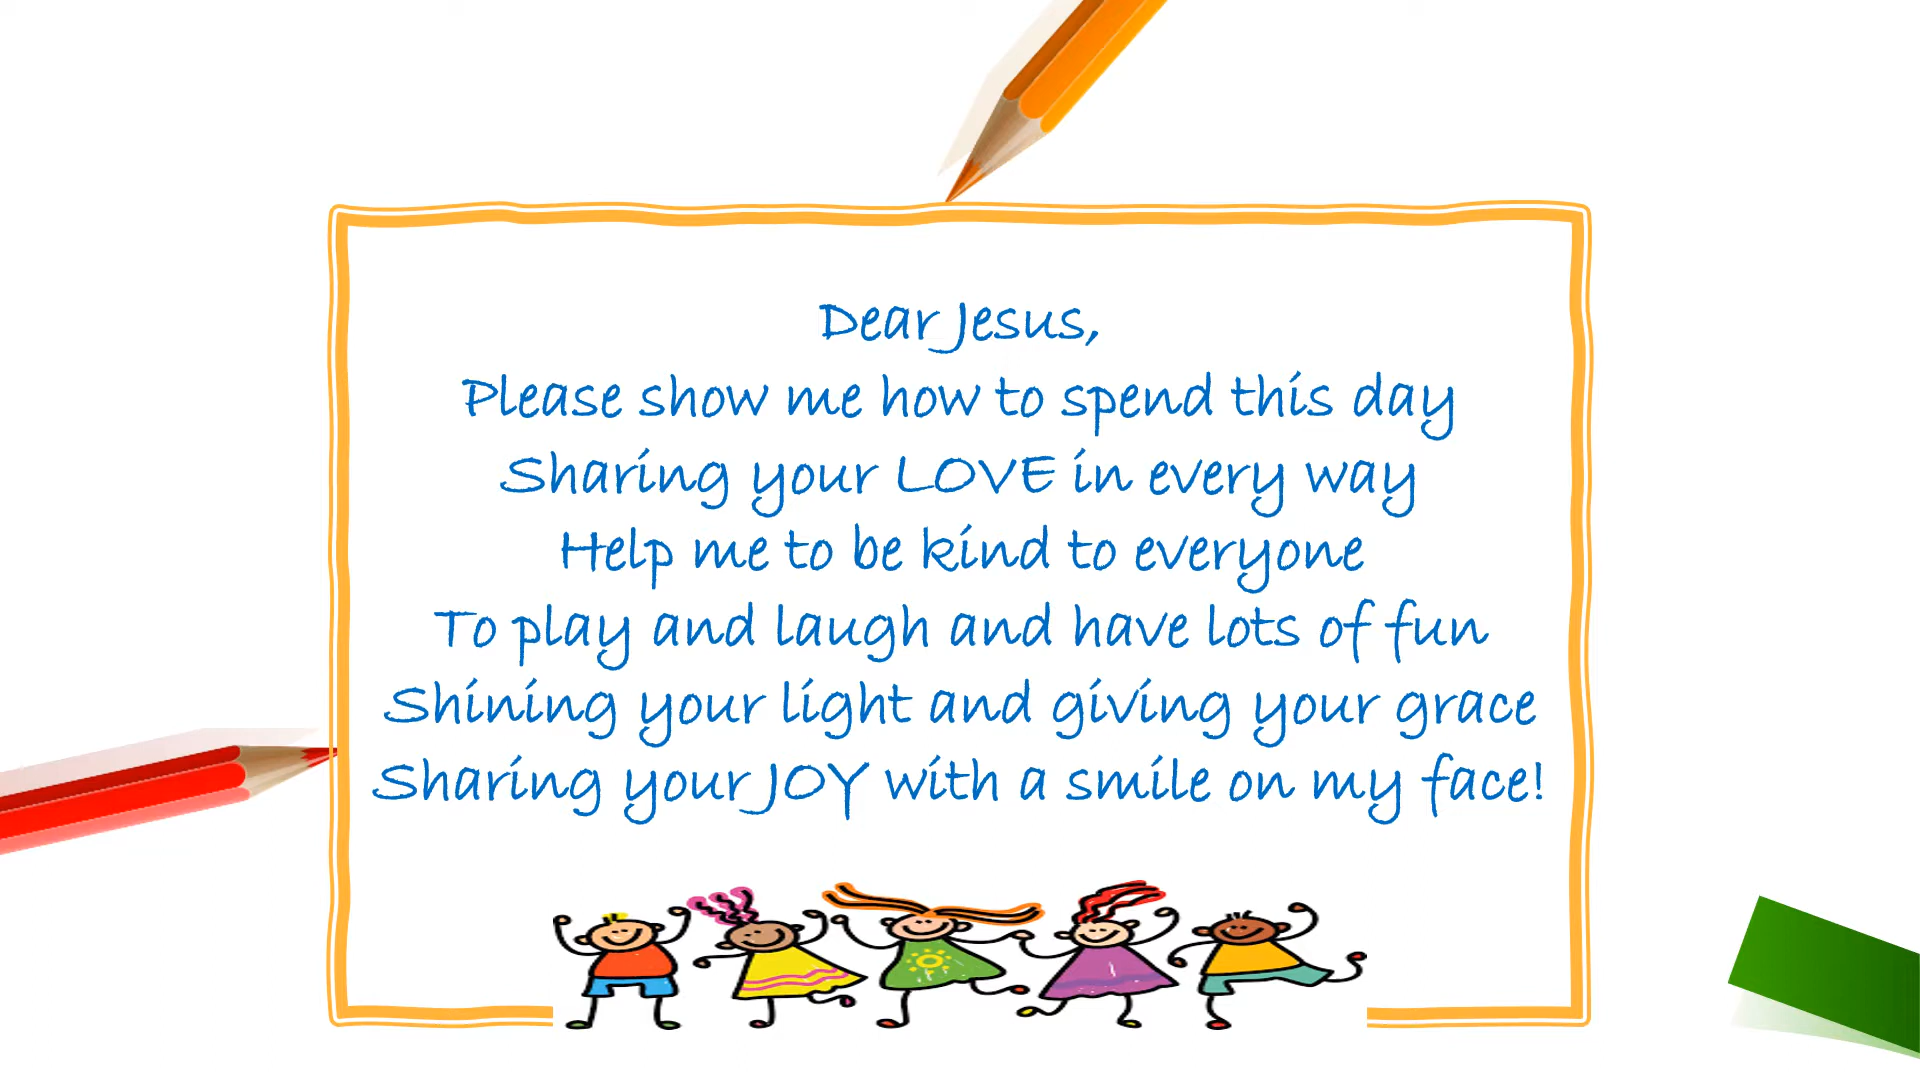 Dear Jesus,
Please show me how to spend this day
Sharing your LOVE in every way
Help me to be kind to everyone
To play and laugh and have lots of fun
Shining your light and giving your grace
Sharing your JOY with a smile on my face!